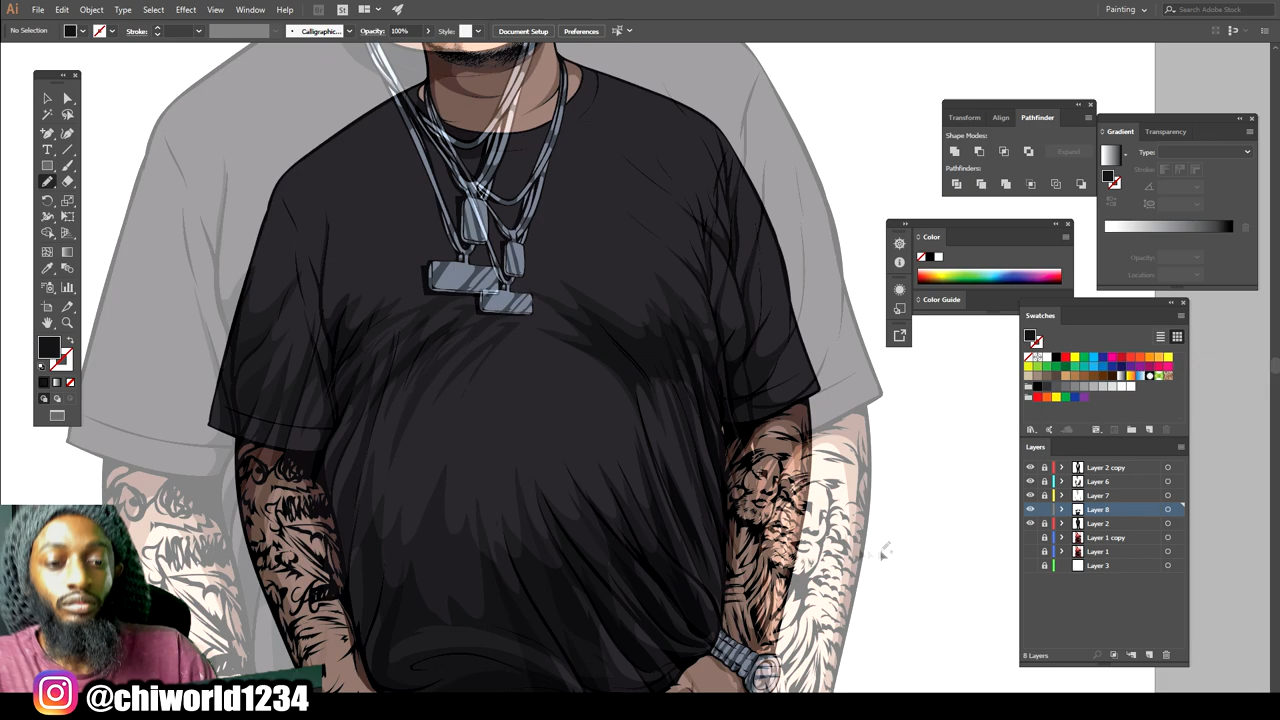 Ai File Edit Object Type Select Effect View Window Help Br St Painting Search Adobe Stock
No Selection Stroke: Calligraphic... Opacity: 100% Style: Document Setup Preferences
Transform Align Pathfinder
Shape Modes:
Expand
Pathfinders:
Gradient Transparency
Type:
Stroke:
Opacity:
Location:
Color
Color Guide
Swatches
Layers
Layer 2 copy
Layer 6
Layer 7
Layer 8
Layer 2
Layer 1 copy
Layer 1
Layer 3
8 Layers
@chiworld1234